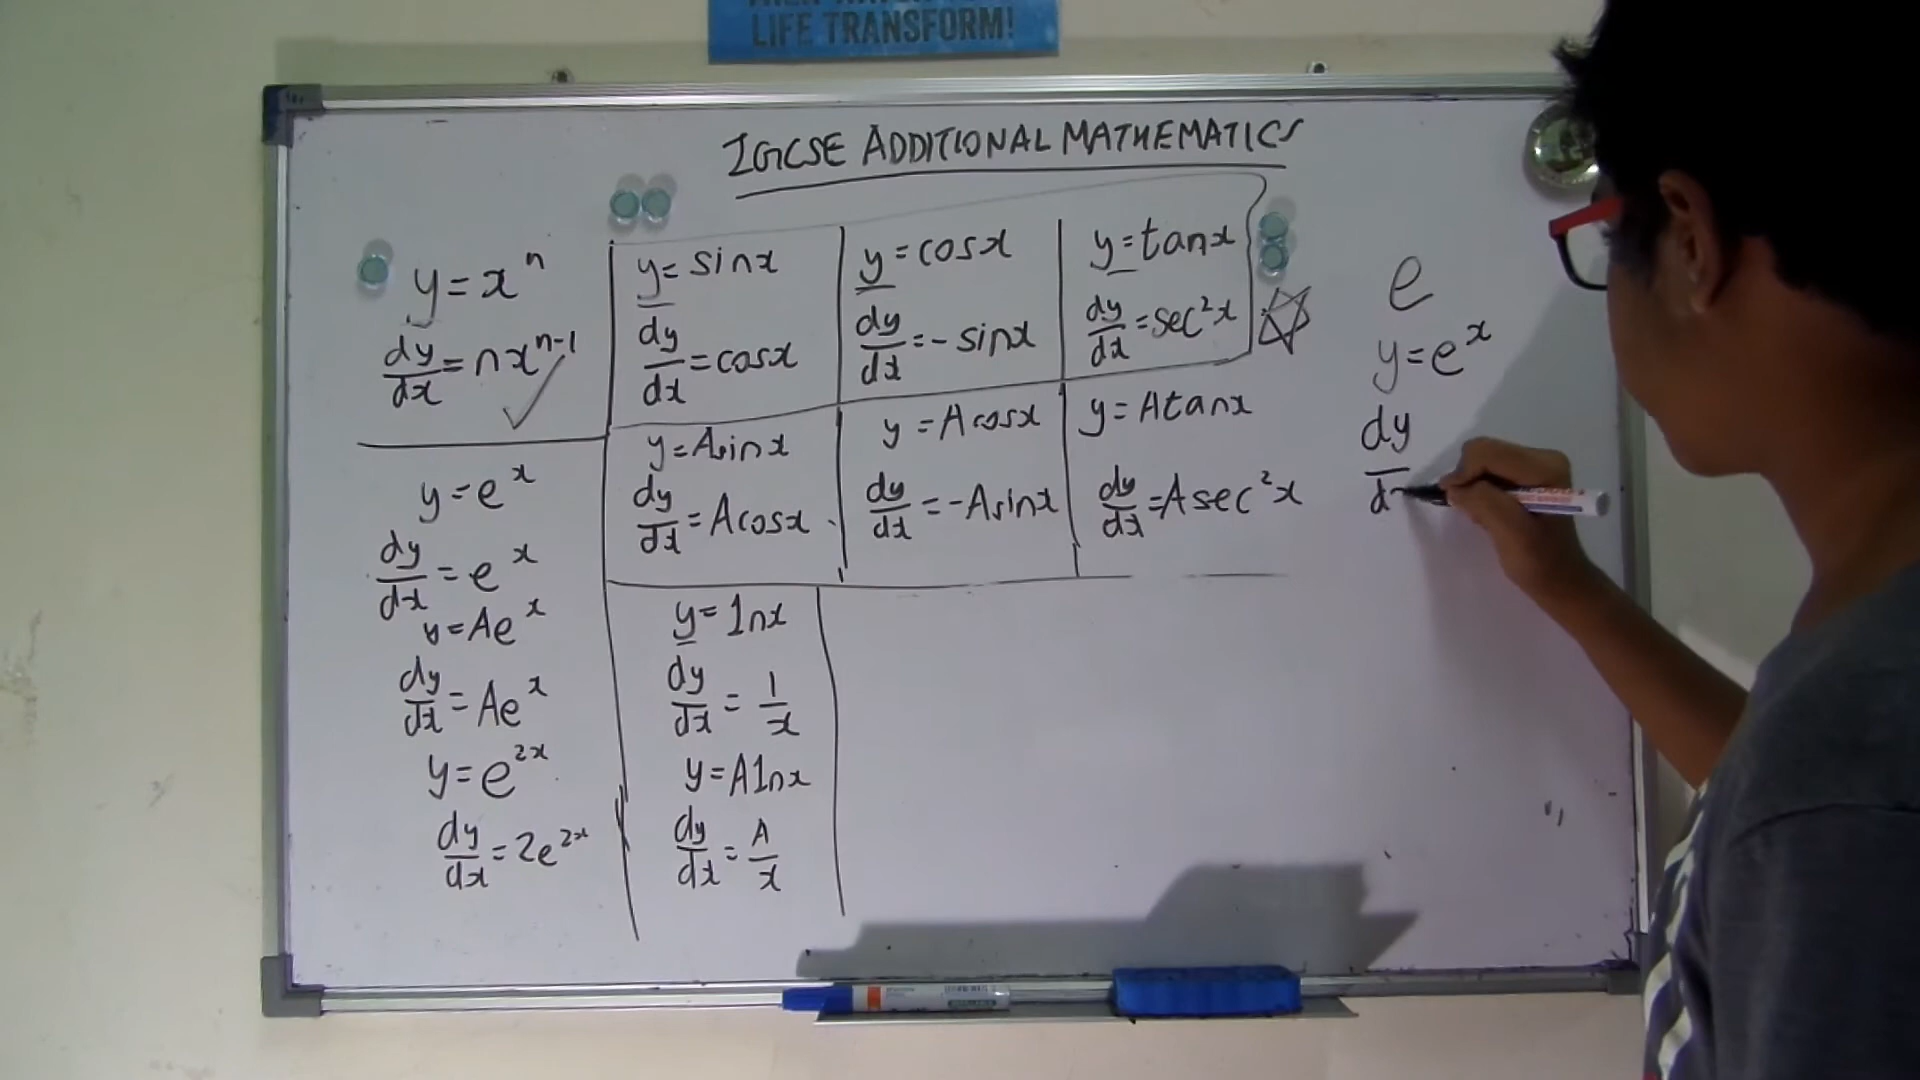 LIFE TRANSFORM!
IGCSE ADDITIONAL MATHEMATICS
y = x^n
dy/dx = nx^(n-1)
y = e^x
dy/dx = e^x
y = Ae^x
dy/dx = Ae^x
y = e^(2x)
dy/dx = 2e^(2x)
y = sinx
dy/dx = cosx
y = cosx
dy/dx = -sinx
y = tanx
dy/dx = sec²x
y = Asinx
dy/dx = Acosx
y = Acosx
dy/dx = -Asinx
y = Atanx
dy/dx = Asec²x
y = lnx
dy/dx = 1/x
y = Alnx
dy/dx = A/x
e
y = e^x
dy
d